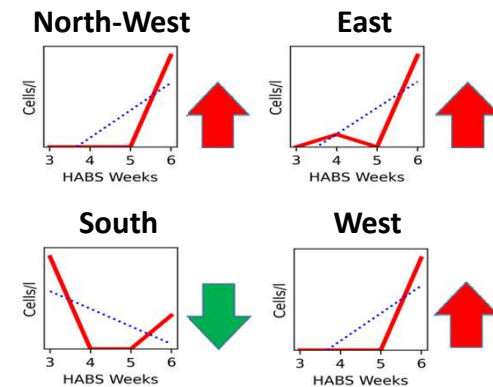 North-West
Cells/l
3 4 5 6
HABS Weeks
East
Cells/l
3 4 5 6
HABS Weeks
South
Cells/l
3 4 5 6
HABS Weeks
West
Cells/l
3 4 5 6
HABS Weeks